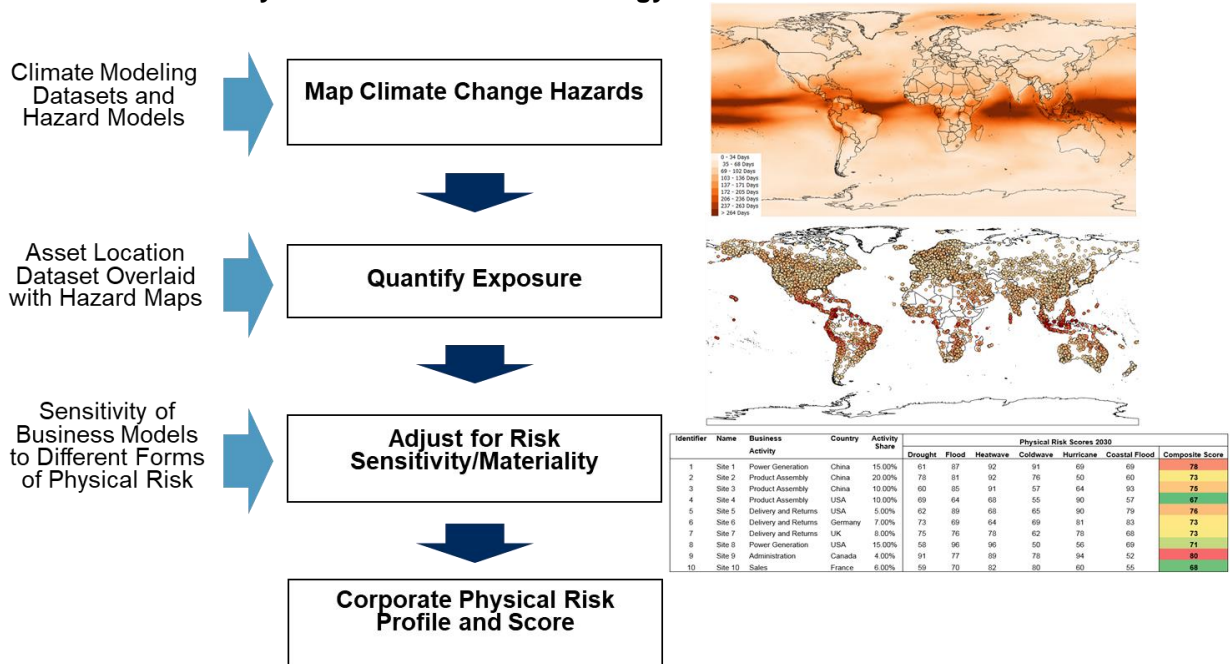 Climate Modeling
Datasets and
Hazard Models
Map Climate Change Hazards
0 - 34 Days
35 - 68 Days
69 - 102 Days
103 - 136 Days
137 - 171 Days
172 - 205 Days
206 - 236 Days
237 - 263 Days
> 264 Days
Asset Location
Dataset Overlaid
with Hazard Maps
Quantify Exposure
Sensitivity of
Business Models
to Different Forms
of Physical Risk
Adjust for Risk
Sensitivity/Materiality
Corporate Physical Risk
Profile and Score
Identifier Name Business Activity Country Activity Share Physical Risk Scores 2030
Drought Flood Heatwave Coldwave Hurricane Coastal Flood Composite Score
1 Site 1 Power Generation China 15.00% 61 87 92 91 69 69 78
2 Site 2 Product Assembly China 20.00% 78 81 92 76 50 60 73
3 Site 3 Product Assembly China 10.00% 60 85 91 57 64 93 75
4 Site 4 Product Assembly USA 10.00% 69 64 68 55 90 57 67
5 Site 5 Delivery and Returns USA 5.00% 62 89 68 65 90 79 76
6 Site 6 Delivery and Returns Germany 7.00% 73 69 64 69 81 83 73
7 Site 7 Delivery and Returns UK 8.00% 75 76 78 62 78 68 73
8 Site 8 Power Generation USA 15.00% 58 96 96 50 56 69 71
9 Site 9 Administration Canada 4.00% 91 77 89 78 94 52 80
10 Site 10 Sales France 6.00% 59 70 82 80 60 55 68